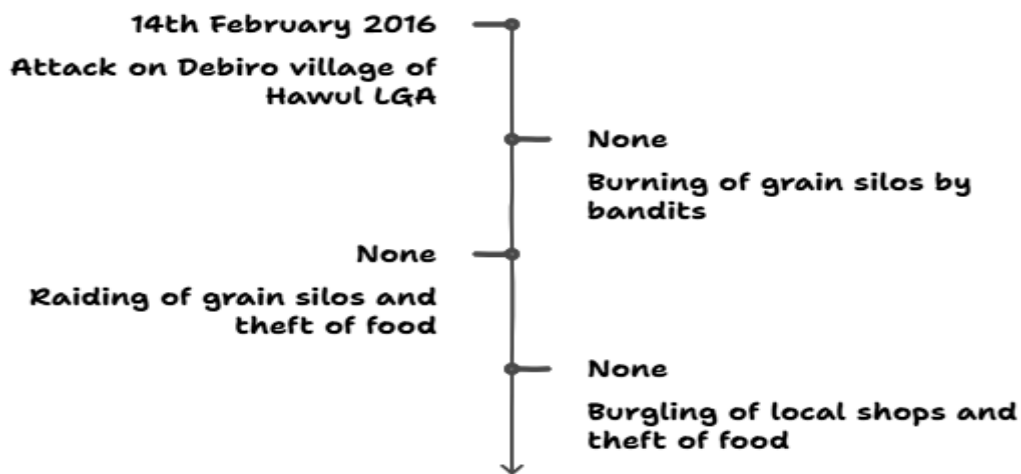 14th February 2016
Attack on Debiro village of
Hawul LGA
None
Burning of grain silos by
bandits
None
Raiding of grain silos and
theft of food
None
Burgling of local shops and
theft of food